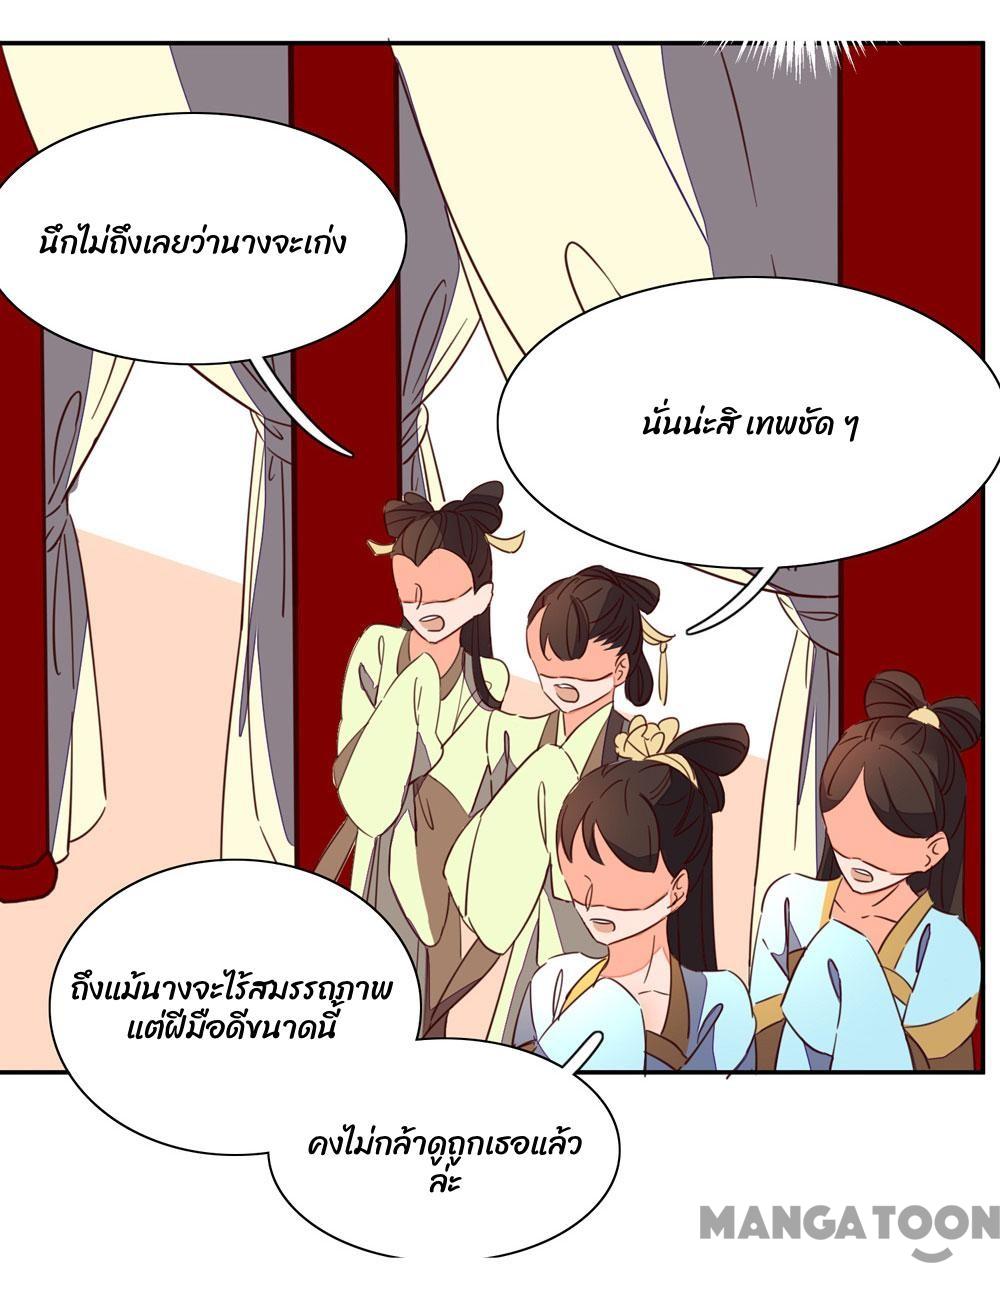 นึกไม่ถึงเลยว่านางจะเก่ง
นั่นน่ะสิ เทพชัด ๆ
ถึงแม้นางจะไร้สมรรถภาพ
แต่ฝีมือดีขนาดนี้
คงไม่กล้าดูถูกเธอแล้ว
ล่ะ
MANGATOON